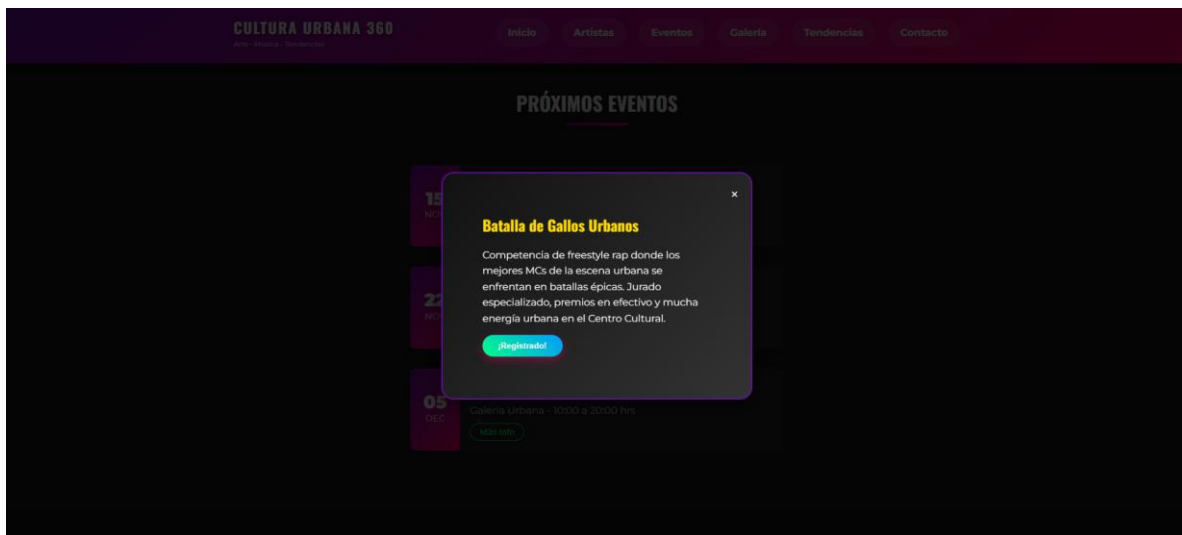 CULTURA URBANA 360
Arte - Música - Tendencias
Inicio
Artistas
Eventos
Galería
Tendencias
Contacto
PRÓXIMOS EVENTOS
15
NO
×
Batalla de Gallos Urbanos
Competencia de freestyle rap donde los
mejores MCs de la escena urbana se
enfrentan en batallas épicas. Jurado
especializado, premios en efectivo y mucha
energía urbana en el Centro Cultural.
¡Registrado!
22
NO
05
DEC
Galería Urbana - 10:00 a 20:00 hrs
Más Info